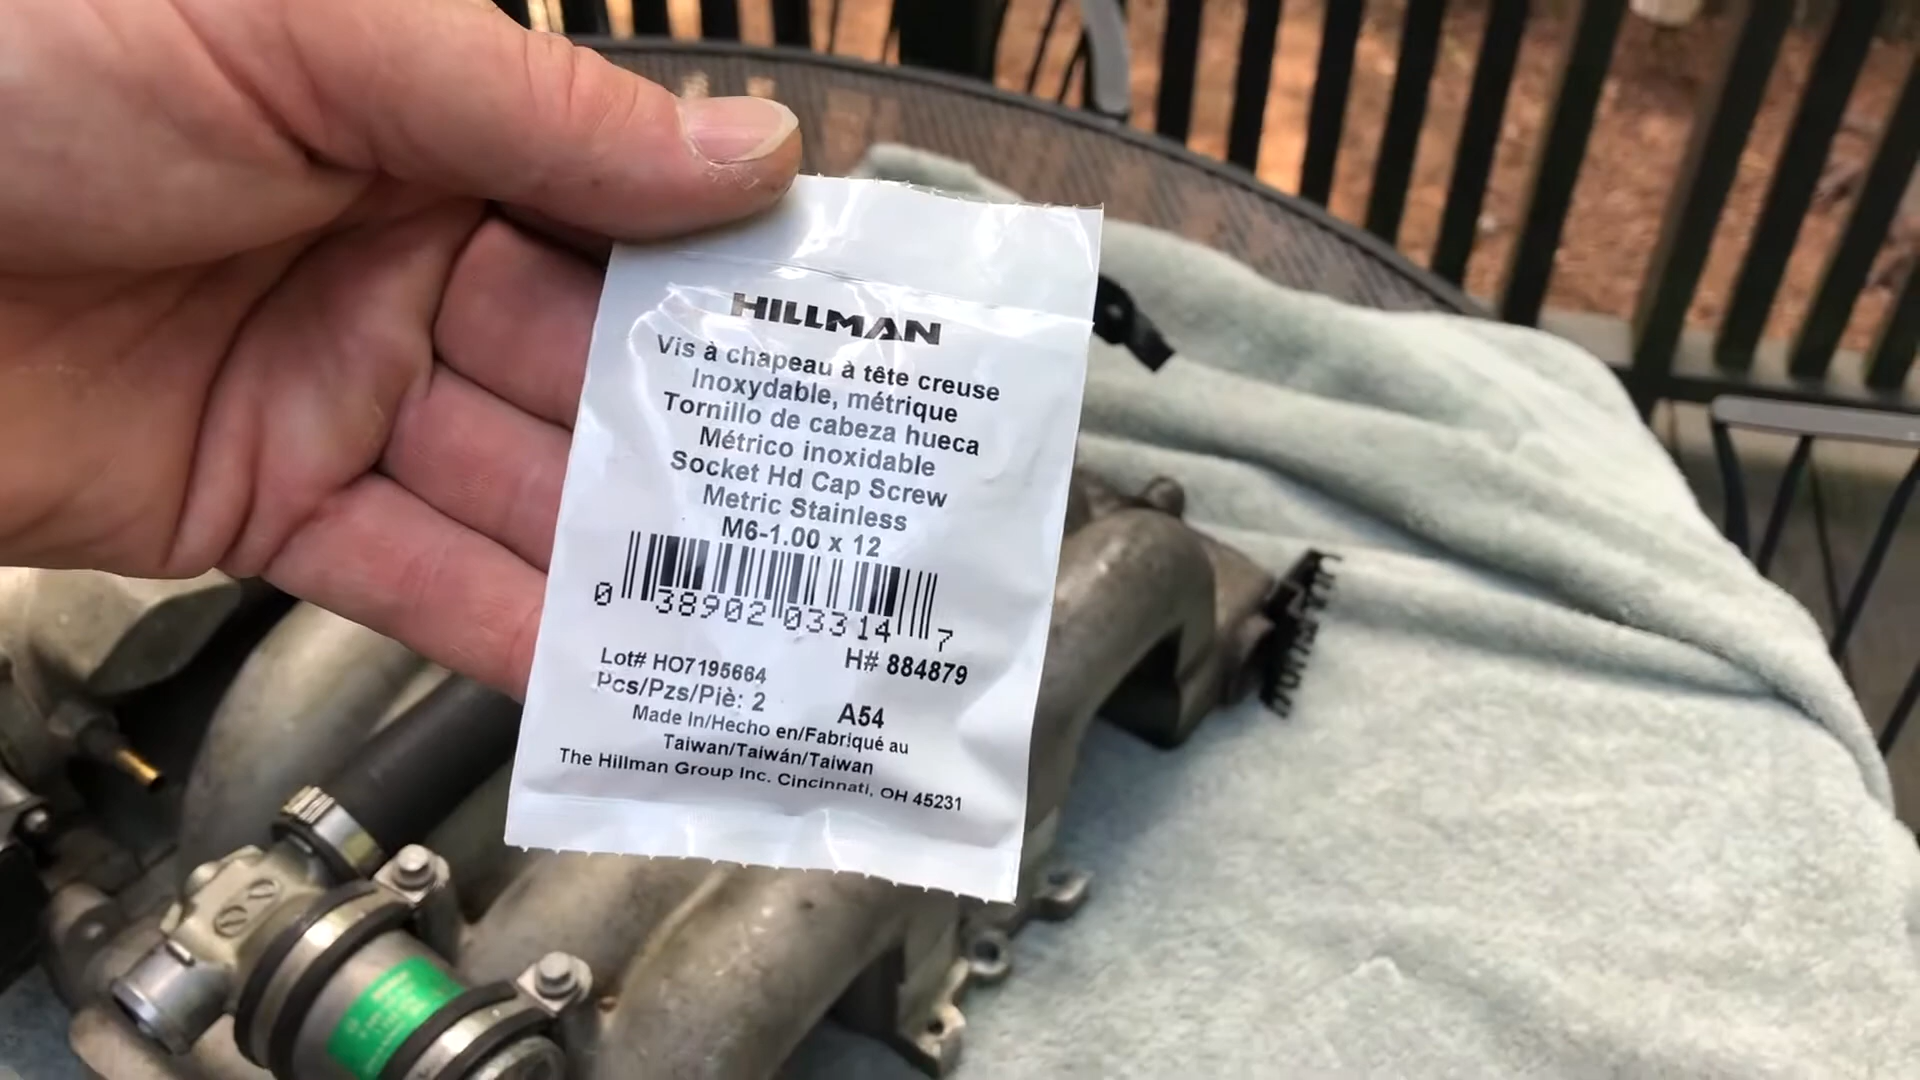 HILLMAN
Vis à chapeau à tête creuse
Inoxydable, métrique
Tornillo de cabeza hueca
Métrico inoxidable
Socket Hd Cap Screw
Metric Stainless
M6-1.00 x 12
0 38902 03314 7
Lot# HO7195664
H# 884879
Pcs/Pzs/Piè: 2
A54
Made In/Hecho en/Fabriqué au
Taiwan/Taiwán/Taiwan
The Hillman Group Inc. Cincinnati, OH 45231